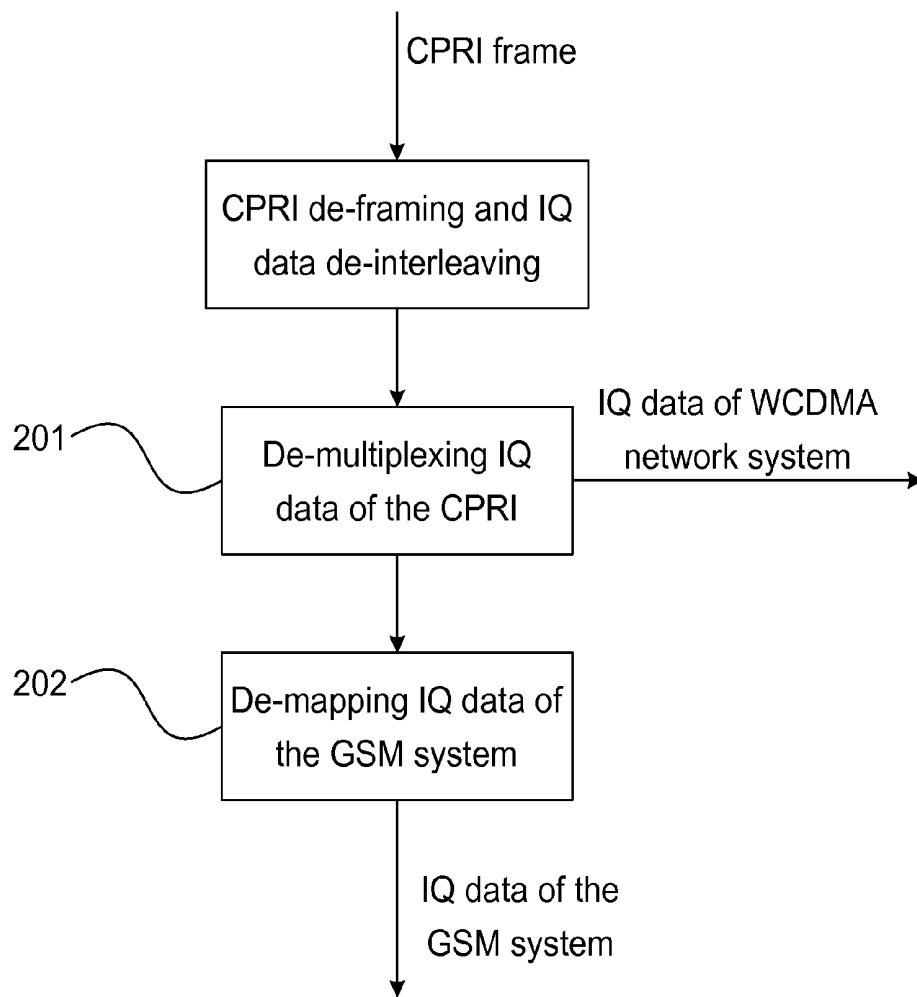 CPRI frame
CPRI de-framing and IQ
data de-interleaving
IQ data of WCDMA
network system
201
De-multiplexing IQ
data of the CPRI
202
De-mapping IQ data of
the GSM system
IQ data of the
GSM system